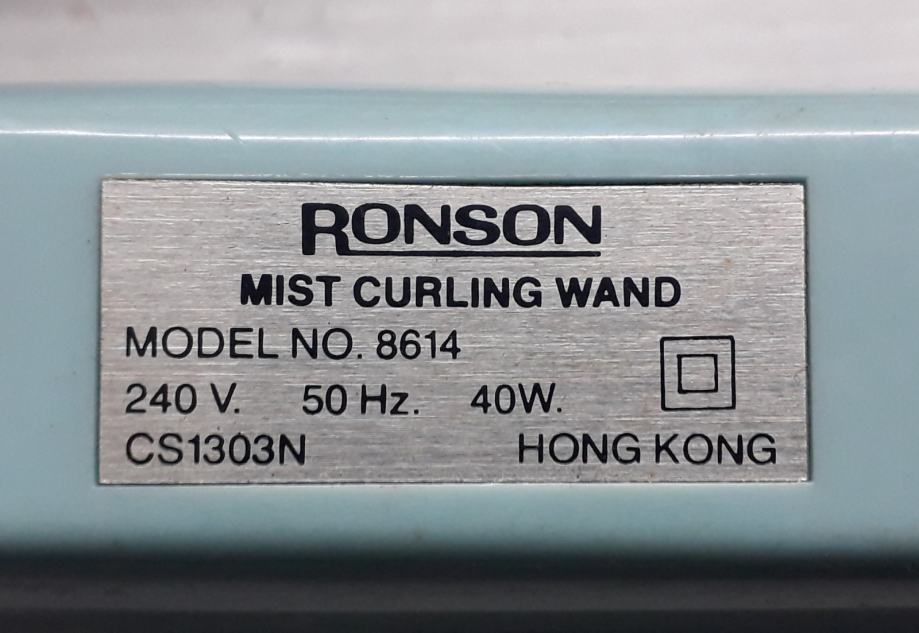 RONSON
MIST CURLING WAND
MODEL NO. 8614
240 V. 50 Hz. 40W.
CS1303N HONG KONG